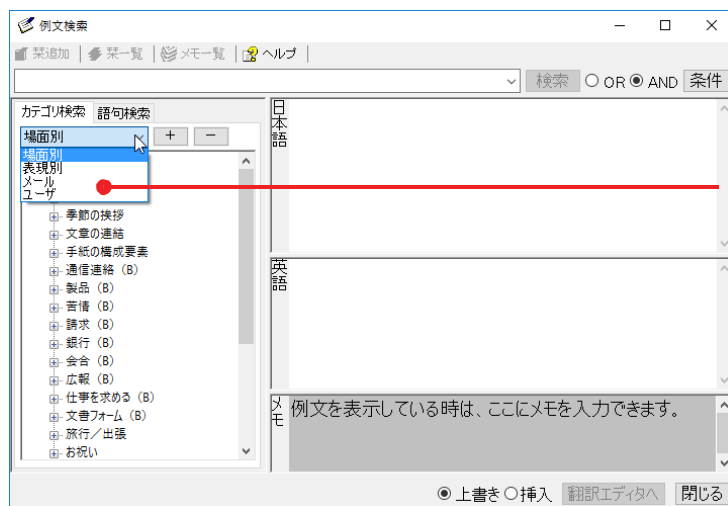 例文検索
栞追加 栞一覧 メモ一覧 ヘルプ
検索 OR AND 条件
カテゴリ検索 語句検索
場面別 + −
場面別
表現別
メール
ユーザ
季節の挨拶
文章の連結
手紙の構成要素
通信連絡（B）
製品（B）
苦情（B）
請求（B）
銀行（B）
会合（B）
広報（B）
仕事を求める（B）
文書フォーム（B）
旅行／出張
お祝い
日本語
英語
メモ
例文を表示している時は、ここにメモを入力できます。
上書き 挿入 翻訳エディタへ 閉じる